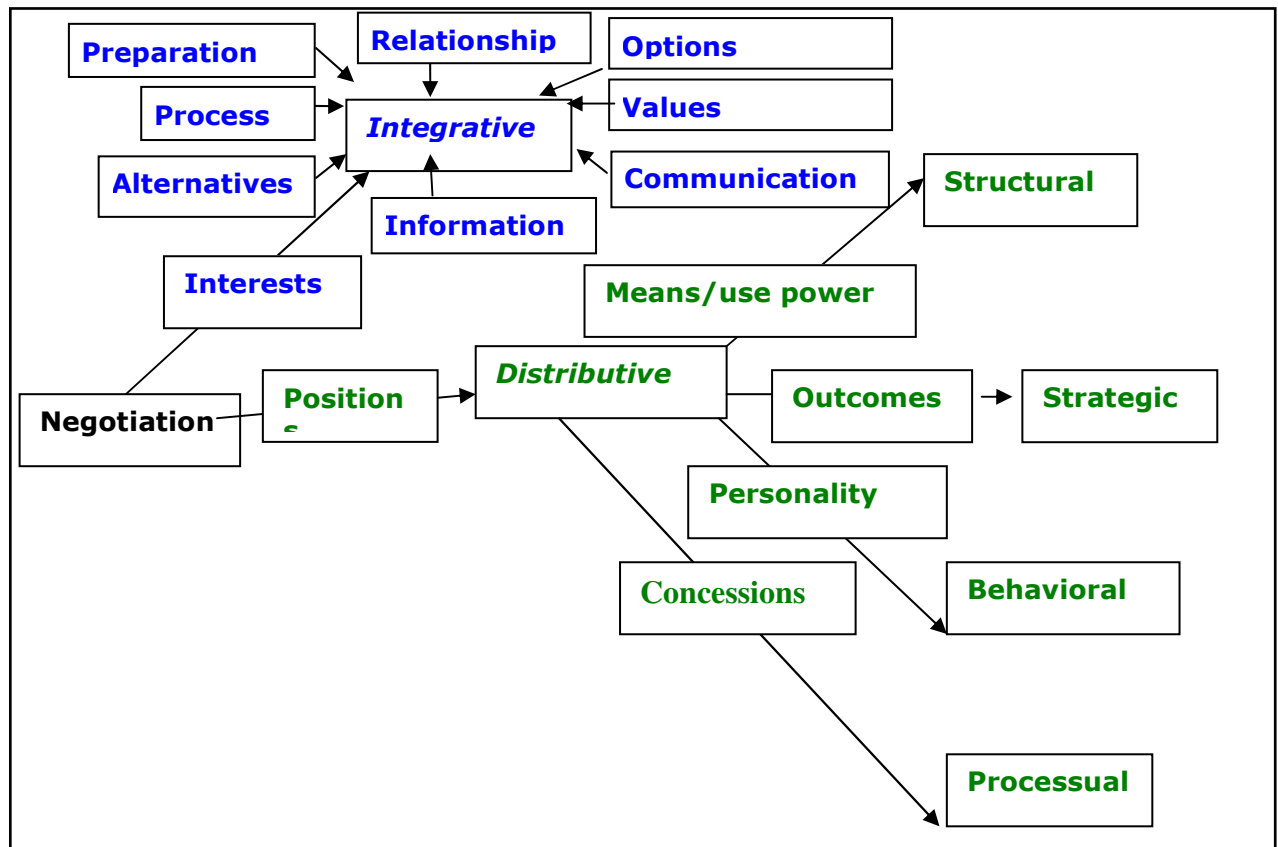 Preparation
Relationship
Options
Process
Integrative
Values
Alternatives
Communication
Structural
Information
Interests
Means/use power
Distributive
Negotiation
Position
s
Outcomes
Strategic
Personality
Concessions
Behavioral
Processual